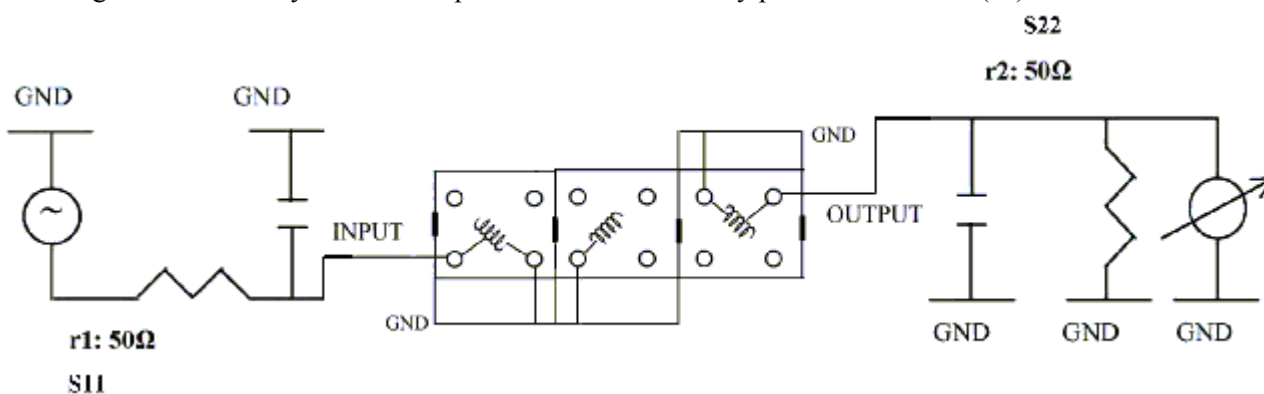 S22
r2: 50Ω
GND GND
GND
INPUT OUTPUT
GND
GND GND GND
r1: 50Ω
S11